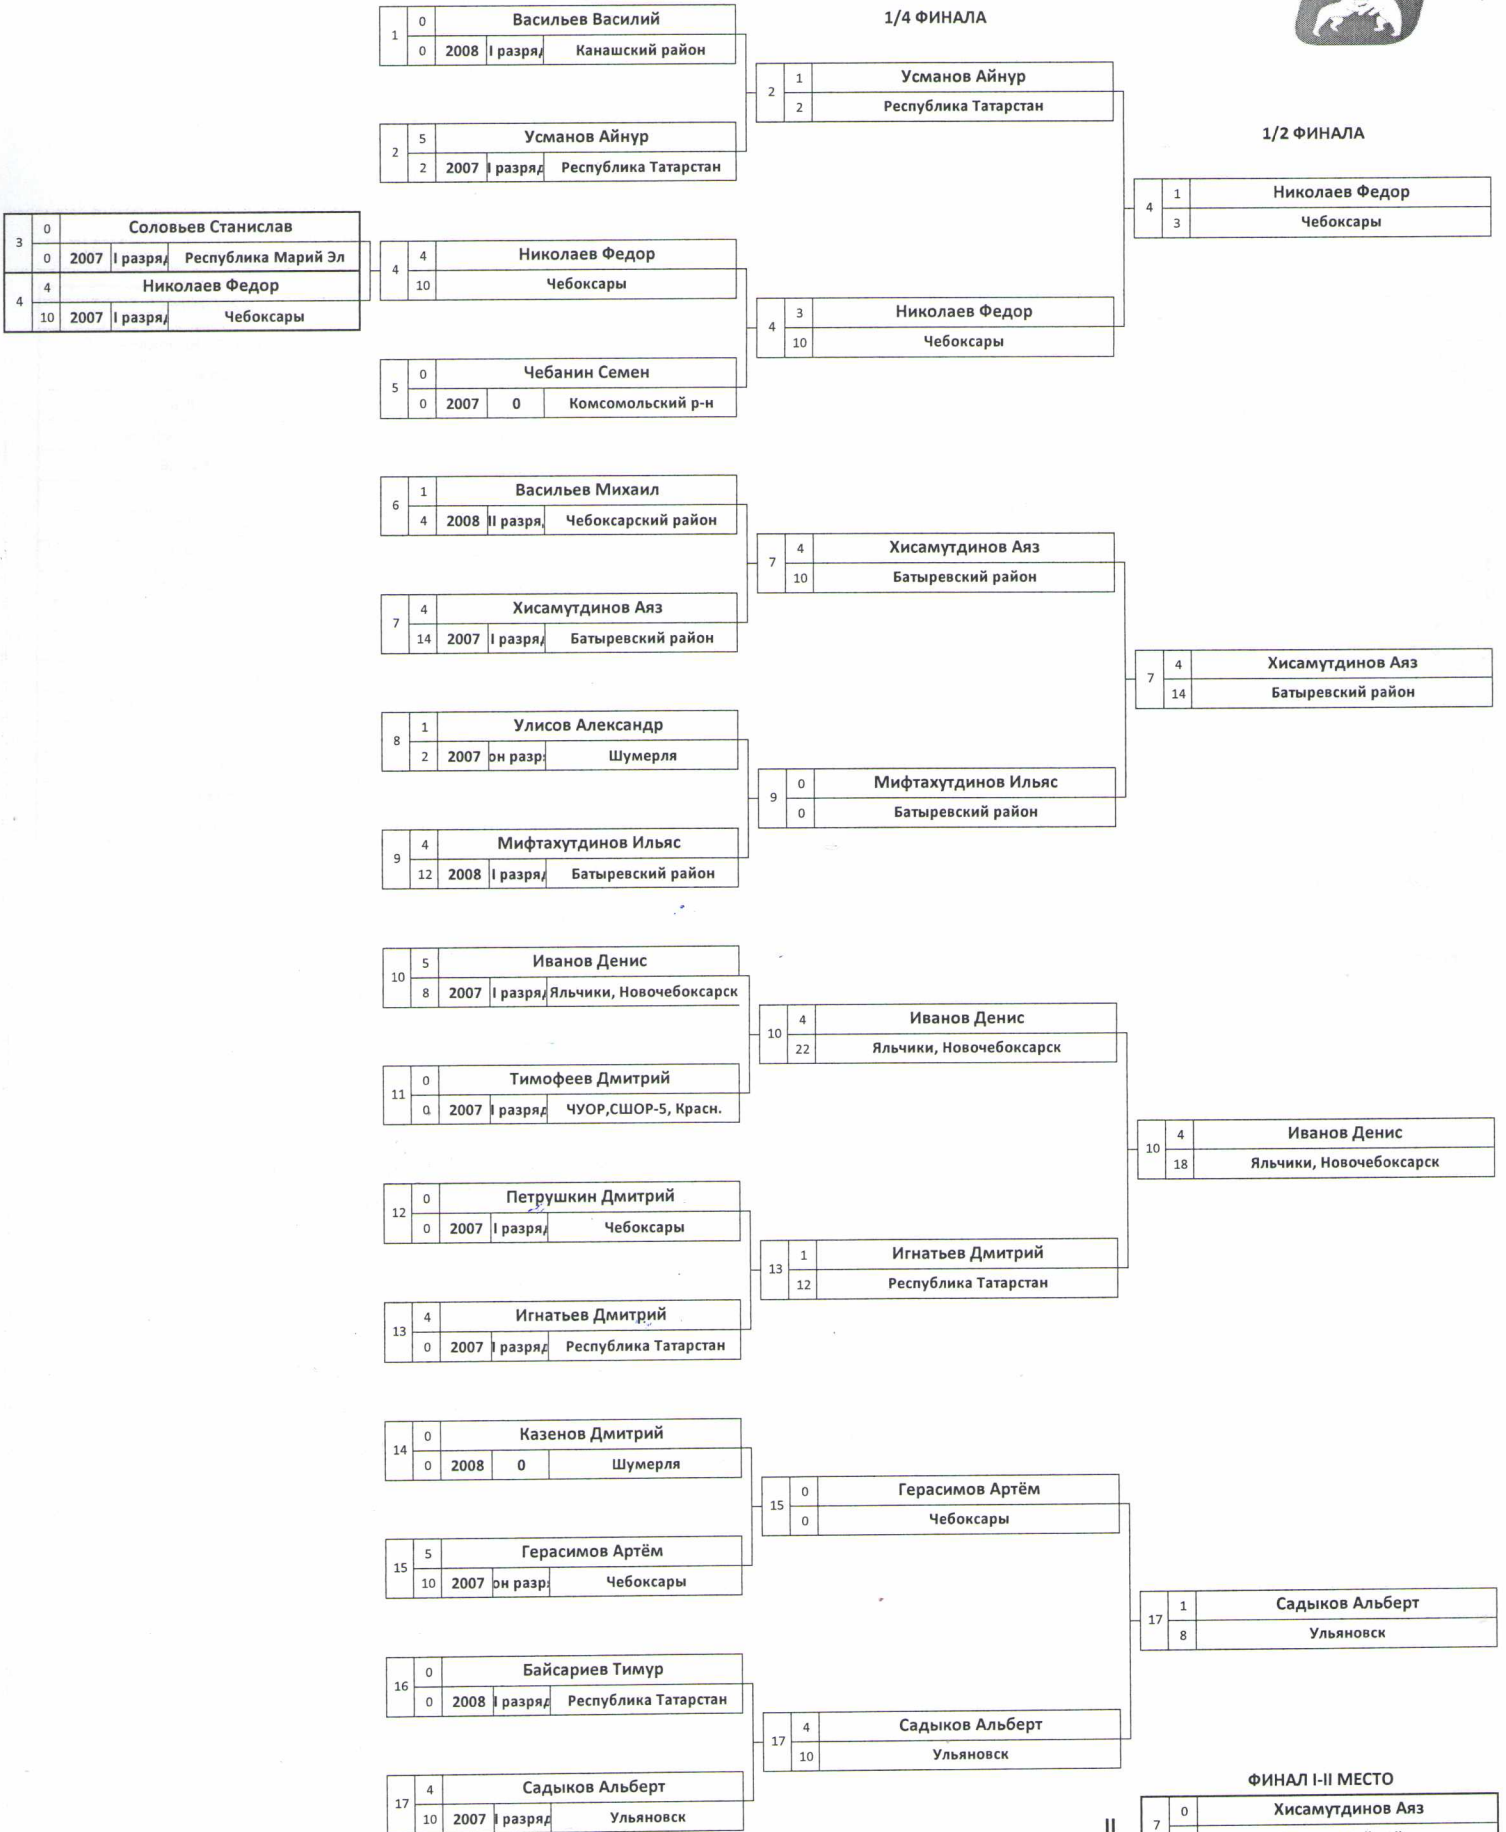 1/4 ФИНАЛА
1/2 ФИНАЛА
3 0 Соловьев Станислав
0 2007 I разря Республика Марий Эл
4 4 Николаев Федор
10 2007 I разря Чебоксары
1 0 Васильев Василий
0 2008 I разря Канашский район
2 5 Усманов Айнур
2 2007 I разряд Республика Татарстан
4 4 Николаев Федор
10 Чебоксары
5 0 Чебанин Семен
0 2007 0 Комсомольский р-н
6 1 Васильев Михаил
4 2008 II разря Чебоксарский район
7 4 Хисамутдинов Аяз
14 2007 I разря Батыревский район
8 1 Улисов Александр
2 2007 он разр Шумерля
9 4 Мифтахутдинов Ильяс
12 2008 I разря Батыревский район
10 5 Иванов Денис
8 2007 I разря Яльчики, Новочебоксарск
11 0 Тимофеев Дмитрий
0 2007 I разряд ЧУОР,СШОР-5, Красн.
12 0 Петрушкин Дмитрий
0 2007 I разря Чебоксары
13 4 Игнатьев Дмитрий
0 2007 I разряд Республика Татарстан
14 0 Казенов Дмитрий
0 2008 0 Шумерля
15 5 Герасимов Артём
10 2007 он разр Чебоксары
16 0 Байсариев Тимур
0 2008 I разряд Республика Татарстан
17 4 Садыков Альберт
10 2007 I разряд Ульяновск
2 1 Усманов Айнур
2 Республика Татарстан
4 3 Николаев Федор
10 Чебоксары
7 4 Хисамутдинов Аяз
10 Батыревский район
9 0 Мифтахутдинов Ильяс
0 Батыревский район
10 4 Иванов Денис
22 Яльчики, Новочебоксарск
13 1 Игнатьев Дмитрий
12 Республика Татарстан
15 0 Герасимов Артём
0 Чебоксары
17 4 Садыков Альберт
10 Ульяновск
4 1 Николаев Федор
3 Чебоксары
7 4 Хисамутдинов Аяз
14 Батыревский район
10 4 Иванов Денис
18 Яльчики, Новочебоксарск
17 1 Садыков Альберт
8 Ульяновск
ФИНАЛ I-II МЕСТО
II 7 0 Хисамутдинов Аяз